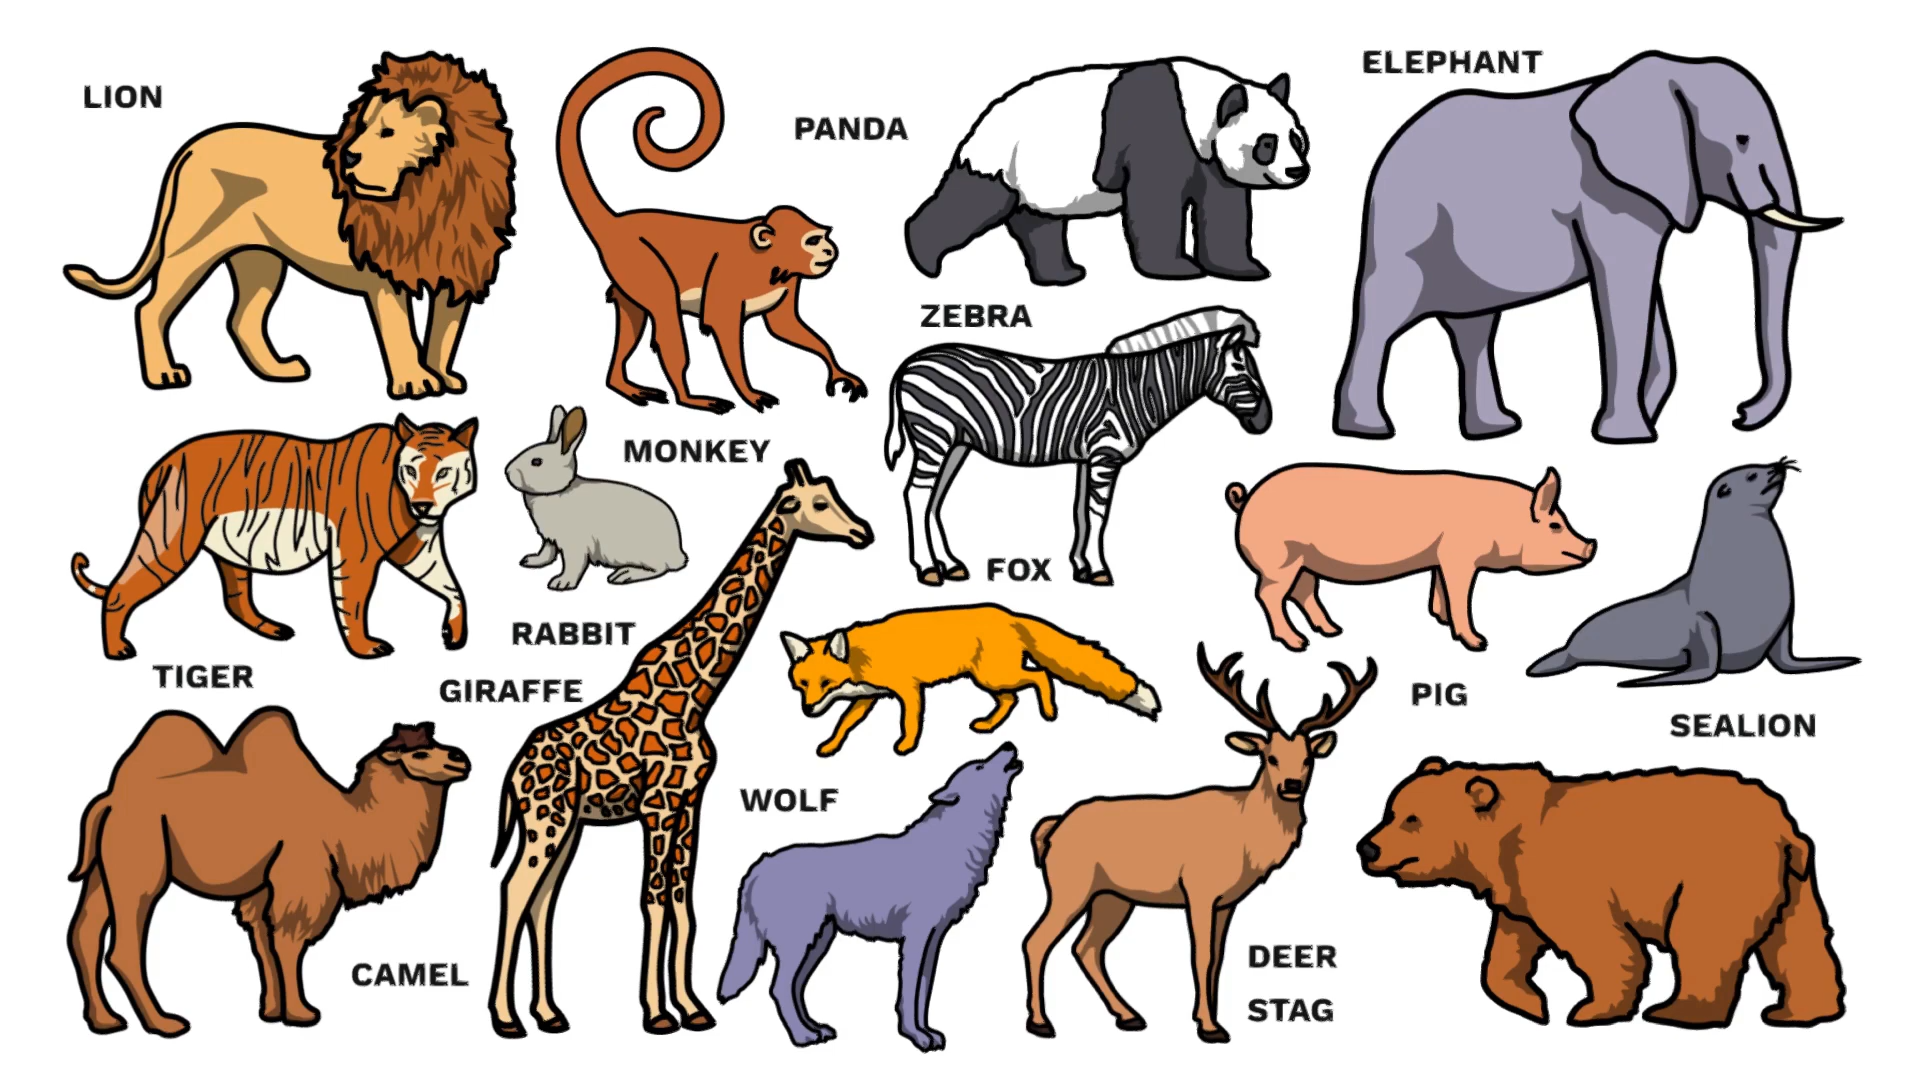 ELEPHANT
LION
PANDA
ZEBRA
MONKEY
FOX
RABBIT
TIGER
GIRAFFE
PIG
SEALION
WOLF
CAMEL
DEER
STAG